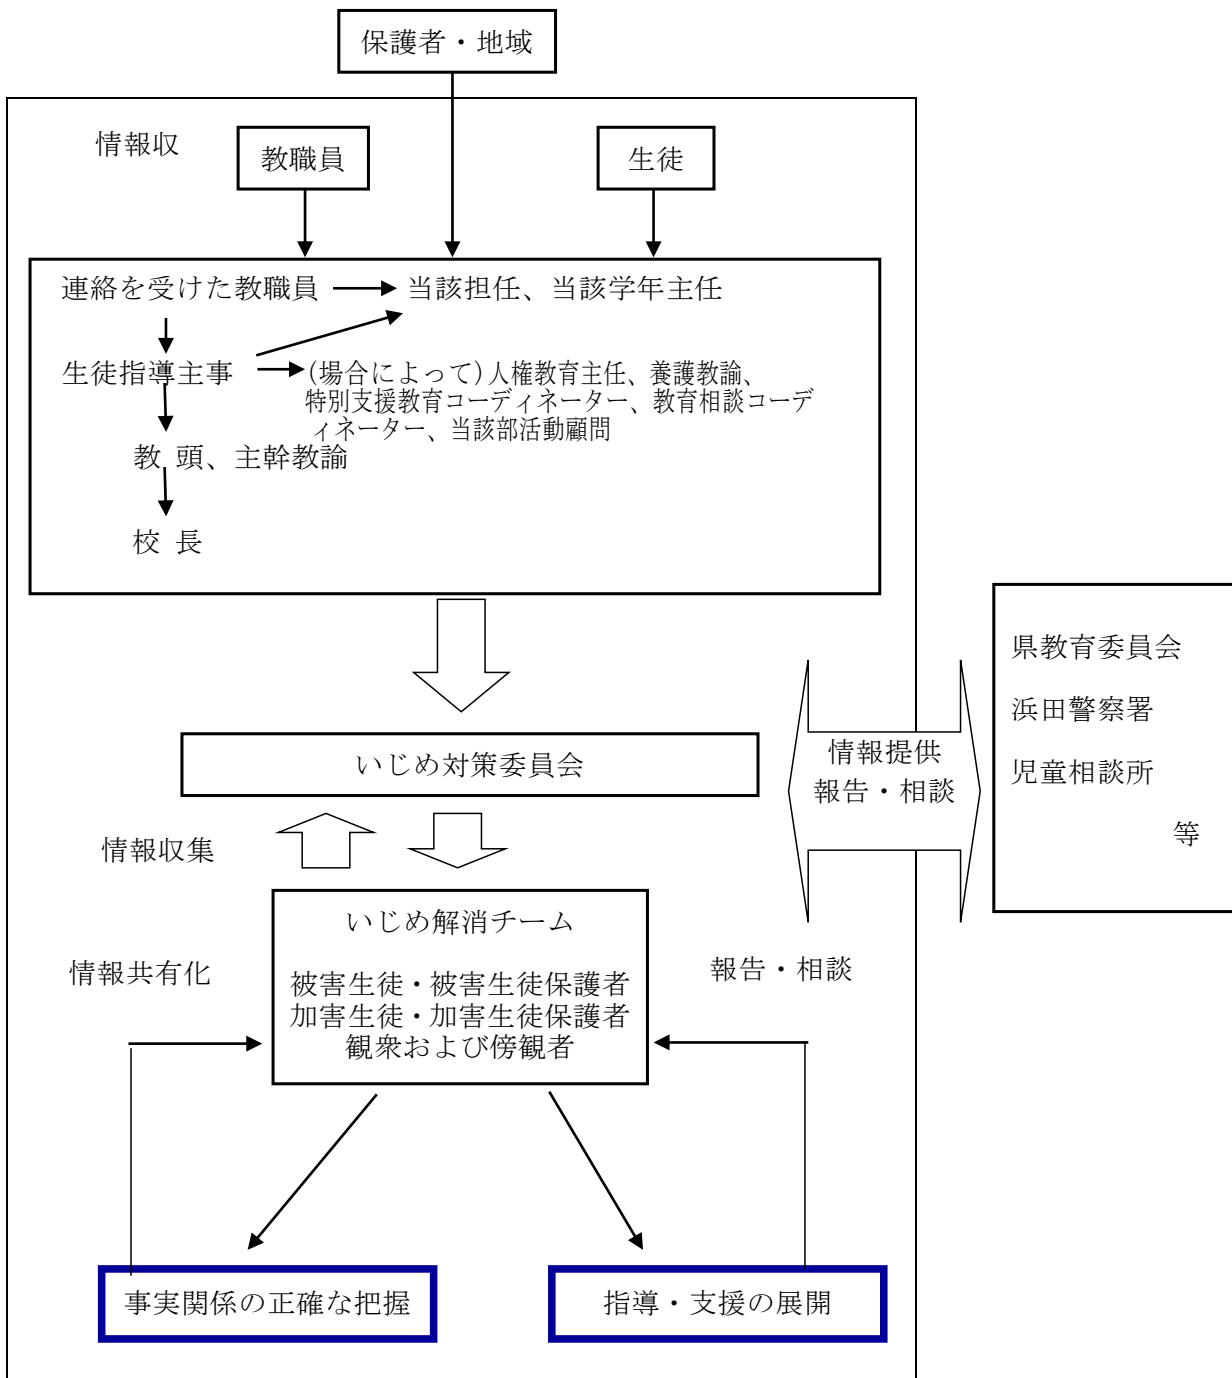 保護者・地域
情報収
教職員
生徒
連絡を受けた教職員
当該担任、当該学年主任
生徒指導主事
(場合によって)人権教育主任、養護教諭、
特別支援教育コーディネーター、教育相談コーデ
ィネーター、当該部活動顧問
教 頭、主幹教諭
校 長
県教育委員会
浜田警察署
児童相談所
等
いじめ対策委員会
情報提供
報告・相談
情報収集
いじめ解消チーム
情報共有化
報告・相談
被害生徒・被害生徒保護者
加害生徒・加害生徒保護者
観衆および傍観者
事実関係の正確な把握
指導・支援の展開